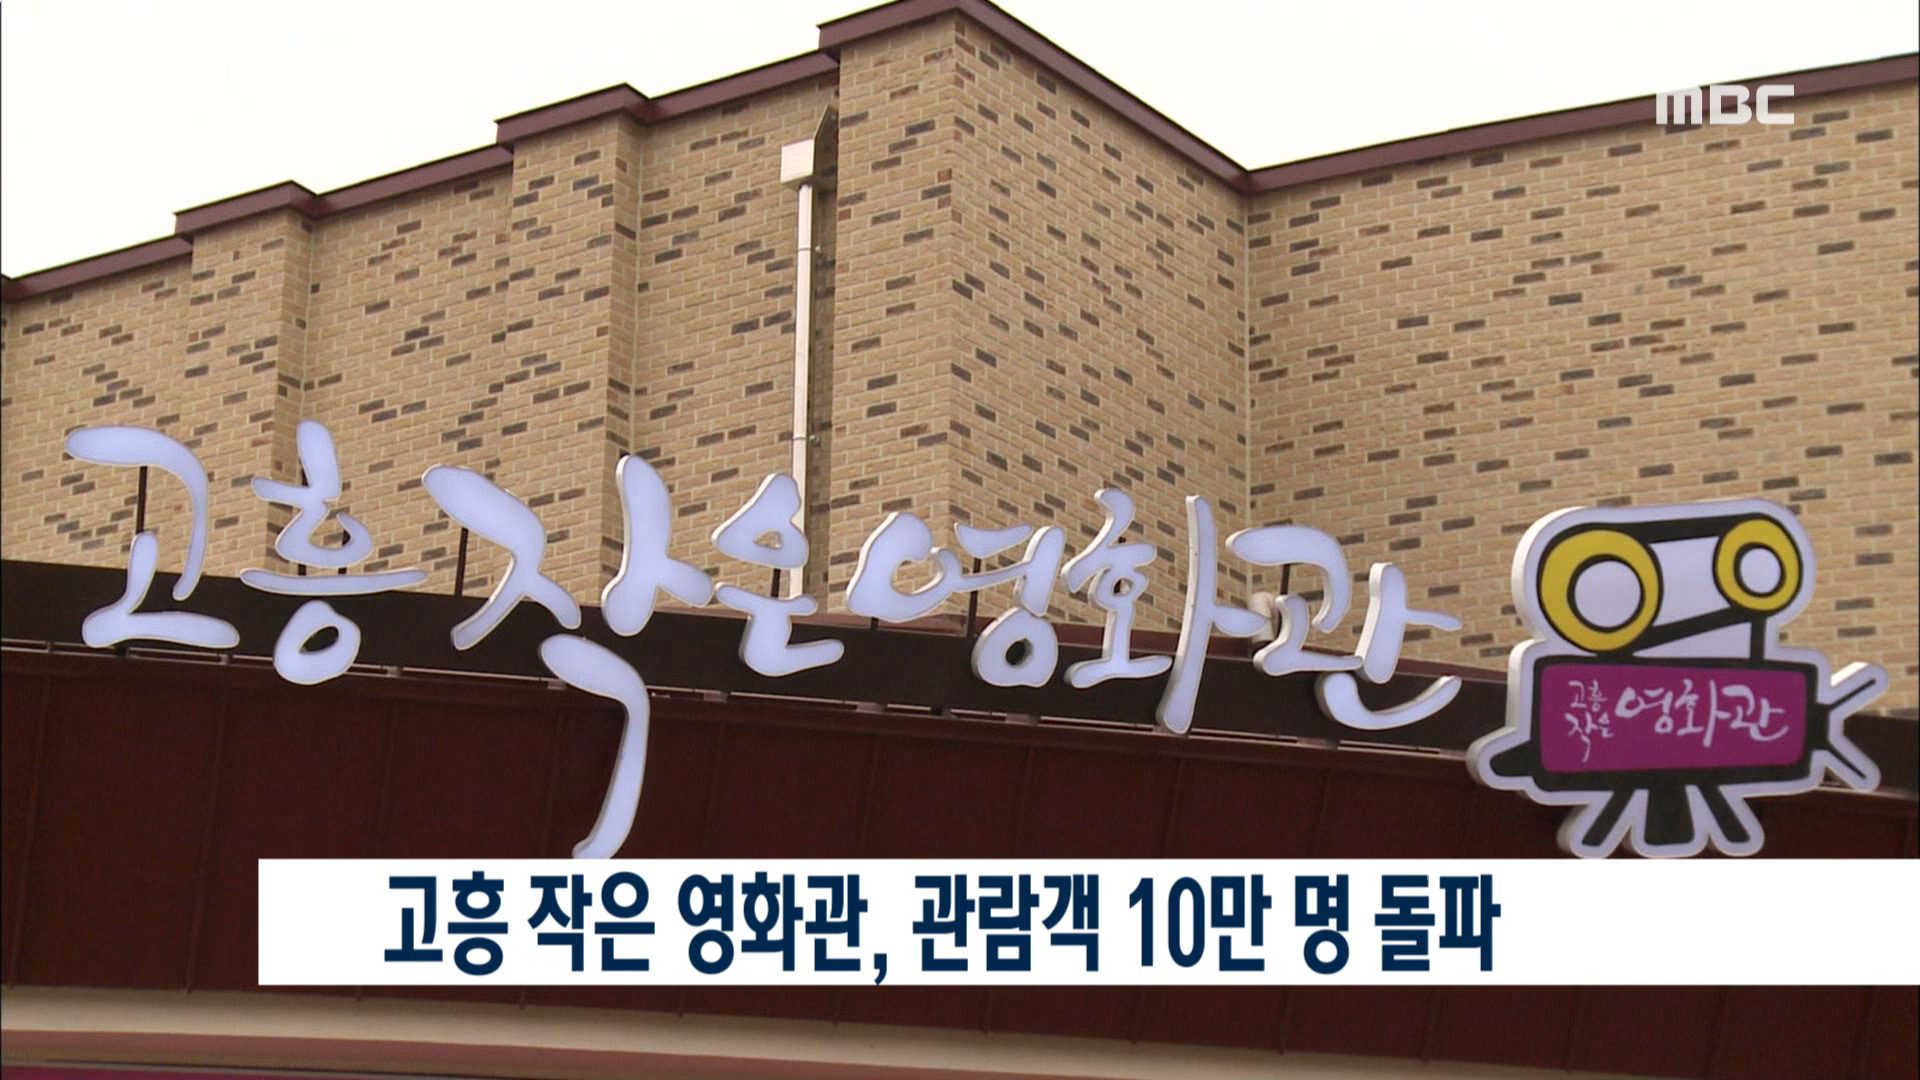 MBC
고흥 작은 영화관
고흥
작은 영화관
고흥 작은 영화관, 관람객 10만 명 돌파